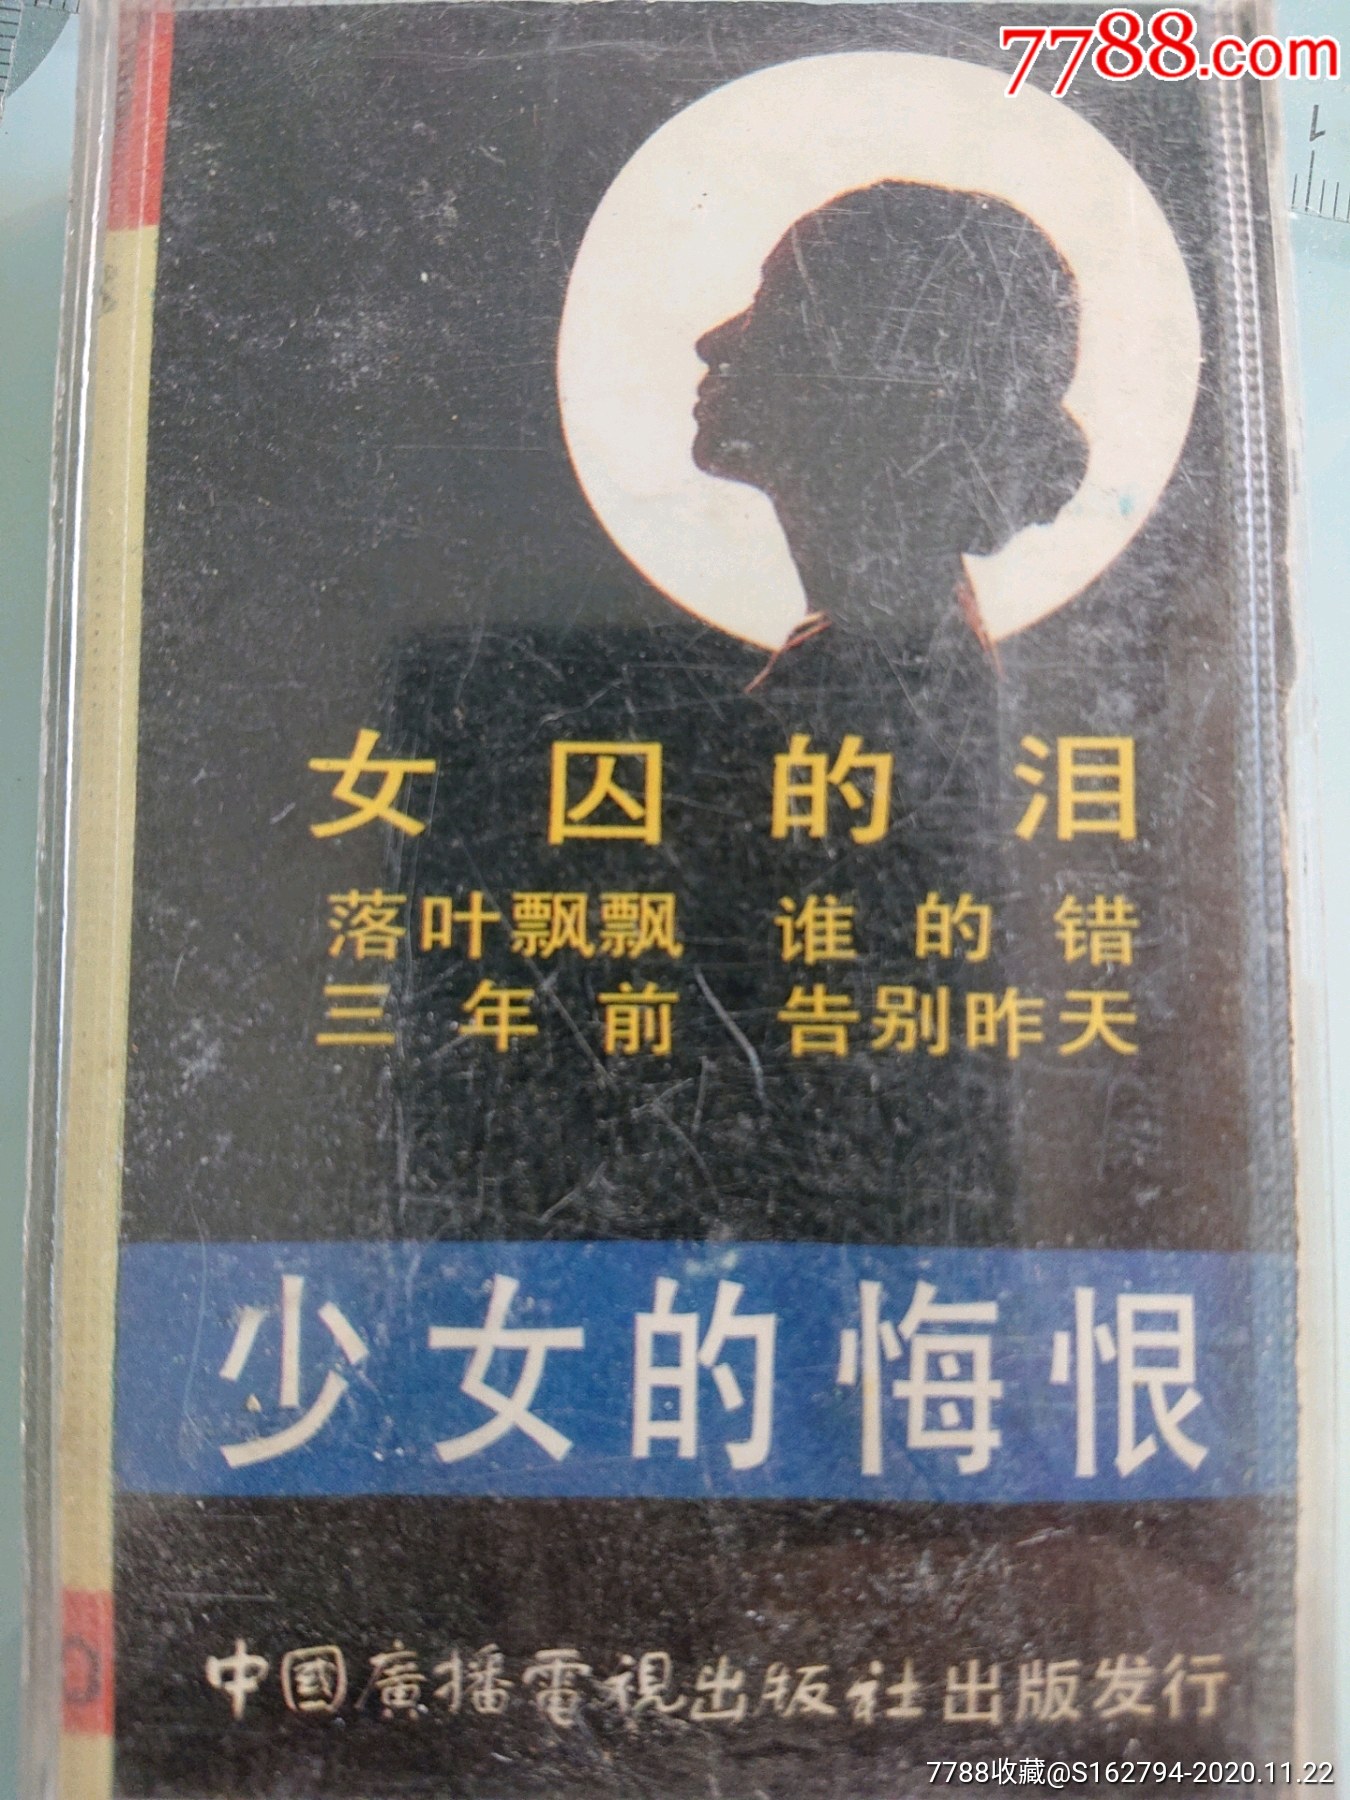 7788.com
1
女囚的泪
落叶飘飘 谁的错
三年前 告别昨天
少女的悔恨
中國廣播電視出版社出版发行
7788收藏@S162794-2020.11.22